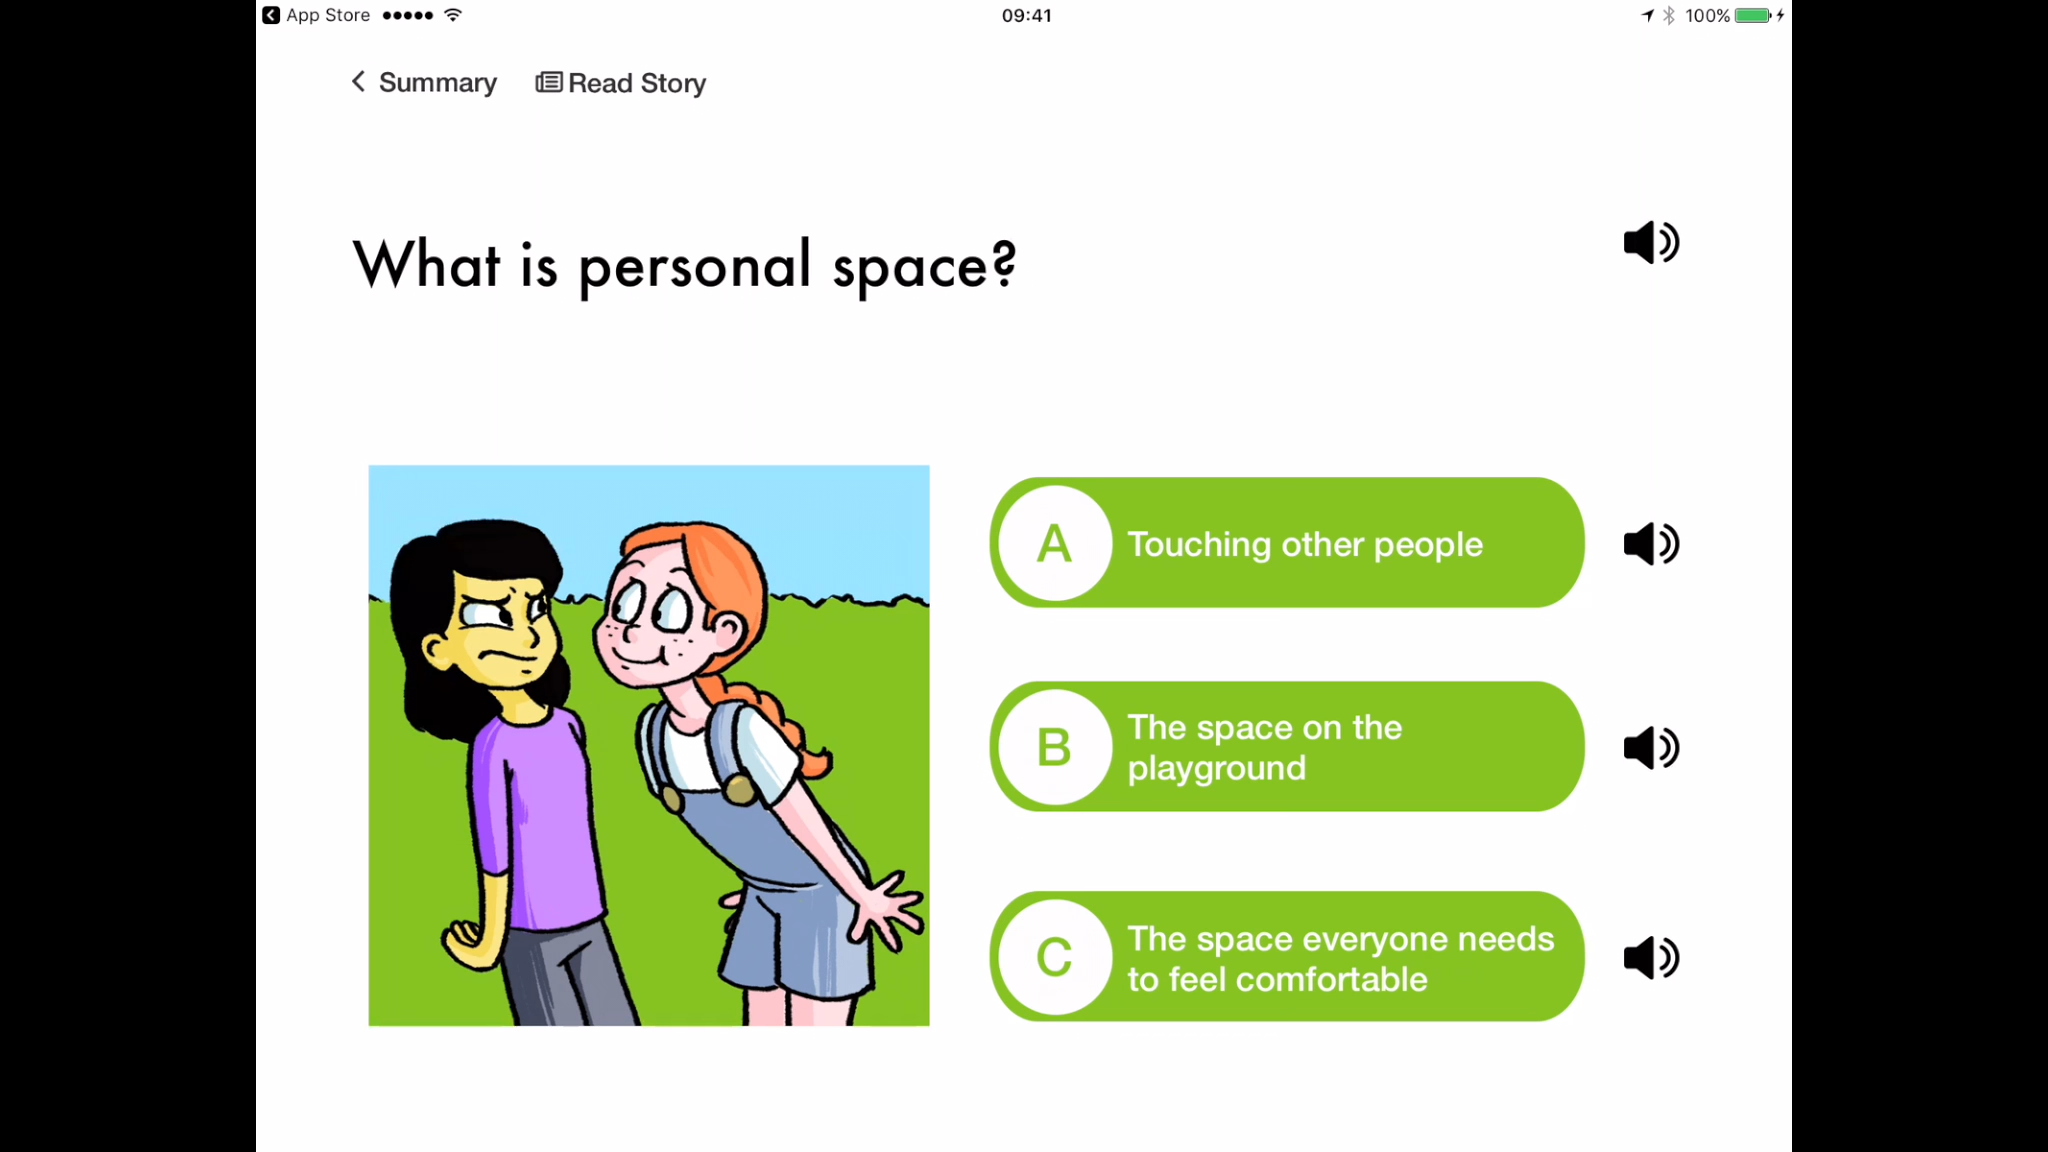 App Store
09:41
100%
Summary
Read Story
What is personal space?
A
Touching other people
B
The space on the
playground
C
The space everyone needs
to feel comfortable